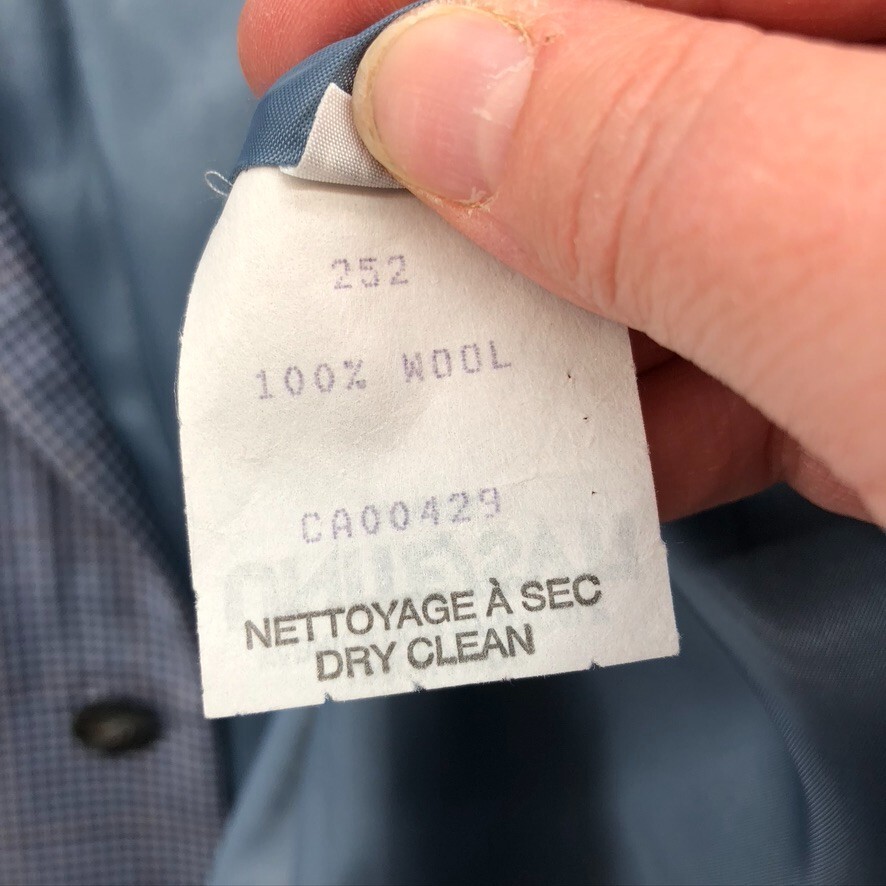 252
100% WOOL
CA00429
NETTOYAGE À SEC
DRY CLEAN